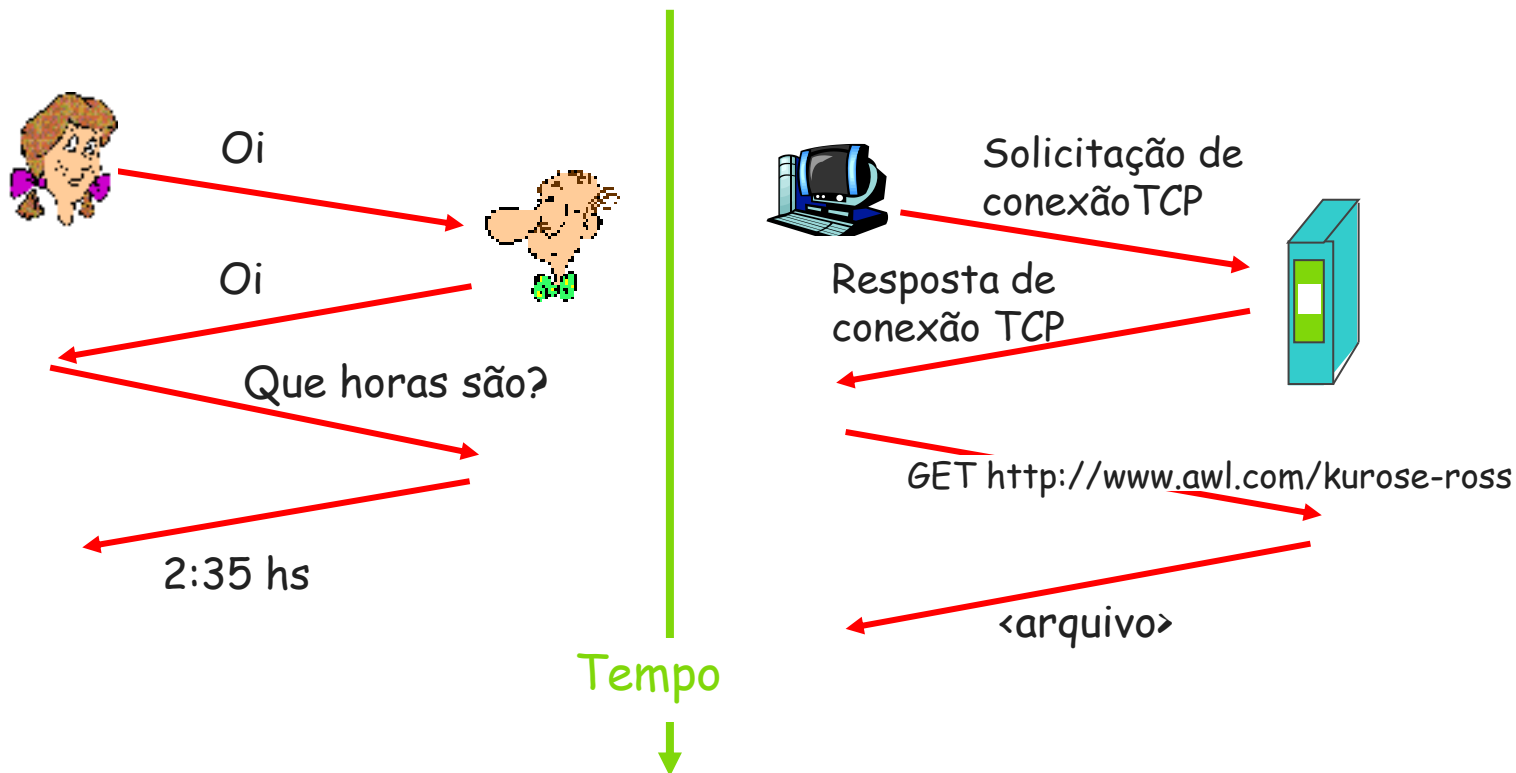 Oi
Oi
Que horas são?
2:35 hs
Tempo
Solicitação de
conexãoTCP
Resposta de
conexão TCP
GET http://www.awl.com/kurose-ross
<arquivo>